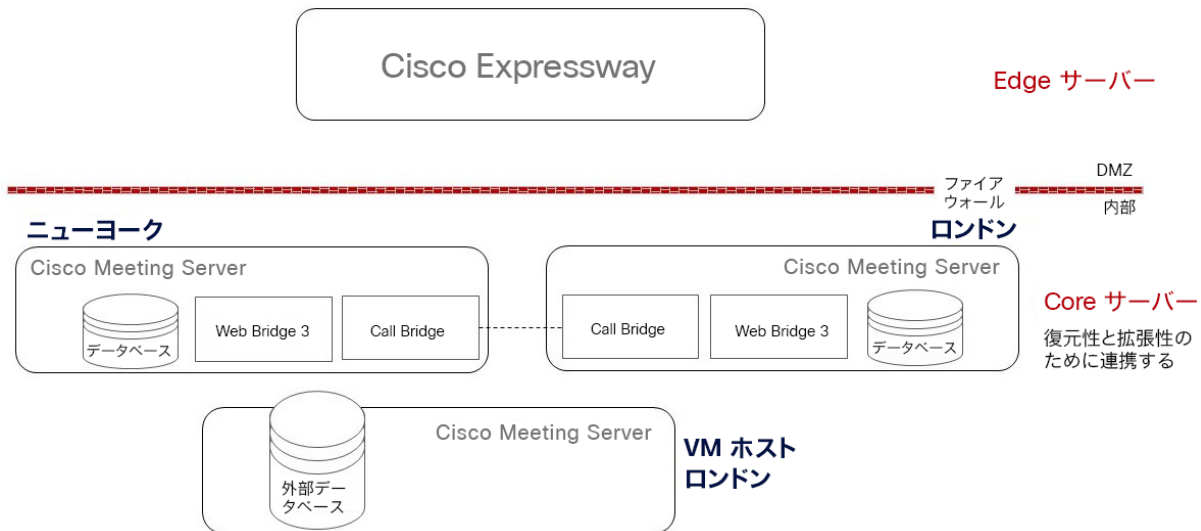 Cisco Expressway
Edge サーバー
ファイア
ウォール
DMZ
内部
ニューヨーク
Cisco Meeting Server
データベース
Web Bridge 3
Call Bridge
ロンドン
Cisco Meeting Server
Call Bridge
Web Bridge 3
データベース
Core サーバー
復元性と拡張性の
ために連携する
Cisco Meeting Server
外部デー
タベース
VM ホスト
ロンドン